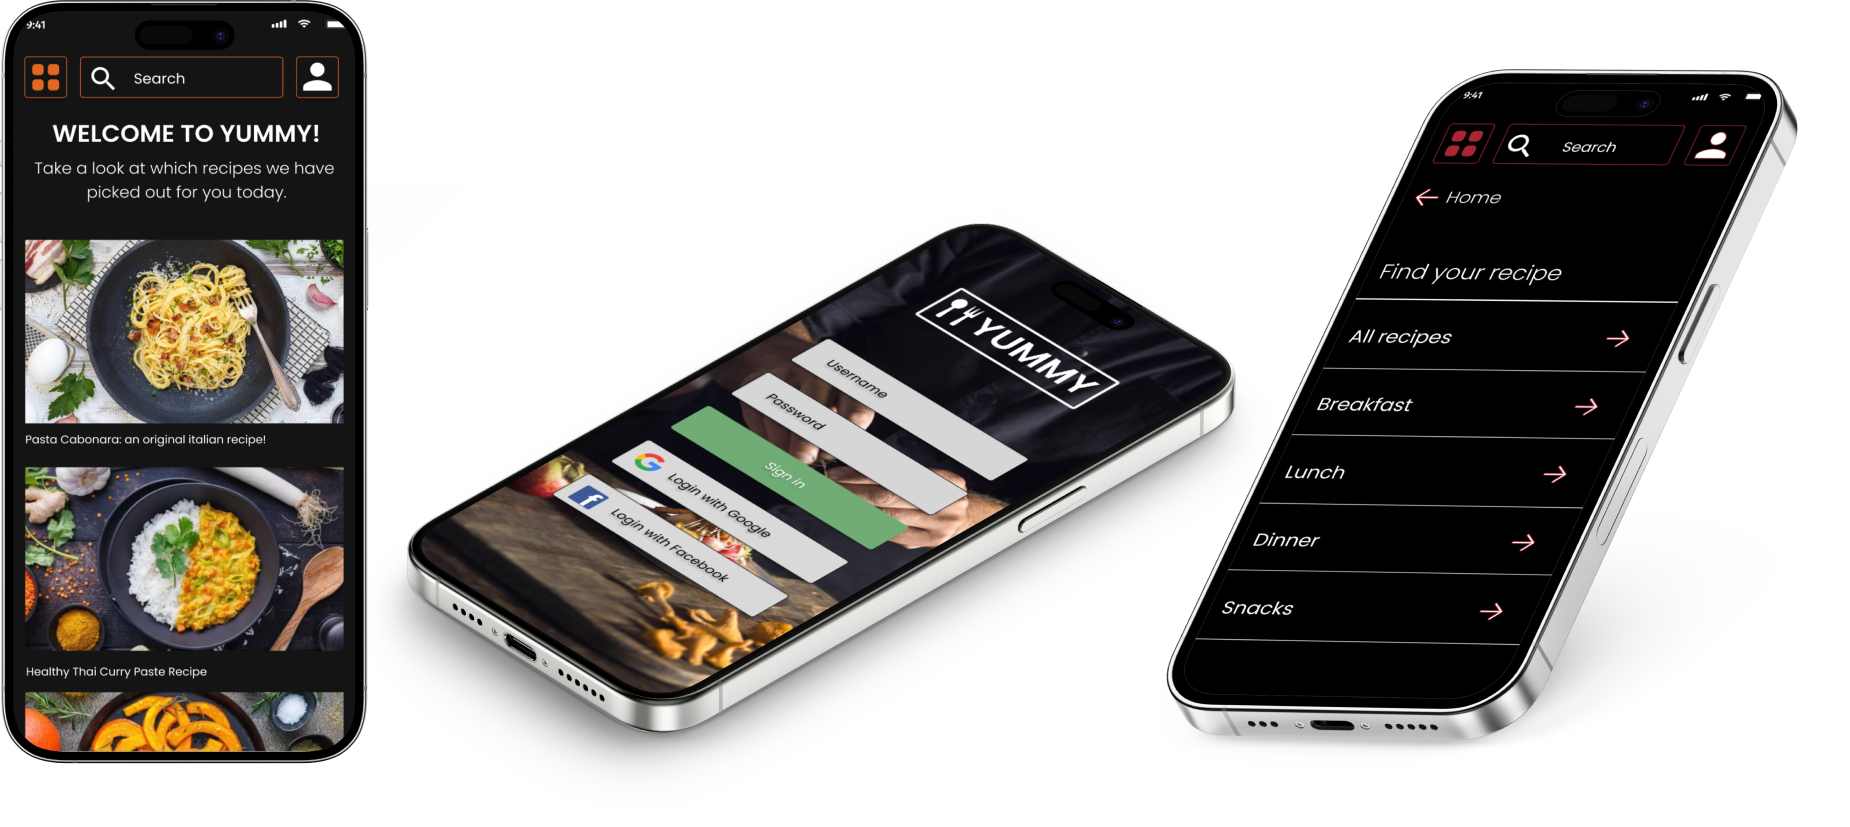 9:41
Search
WELCOME TO YUMMY!
Take a look at which recipes we have
picked out for you today.
Pasta Cabonara: an original italian recipe!
Healthy Thai Curry Paste Recipe
YUMMY
Username
Password
Sign in
Login with Google
Login with Facebook
9:41
Search
Home
Find your recipe
All recipes
Breakfast
Lunch
Dinner
Snacks